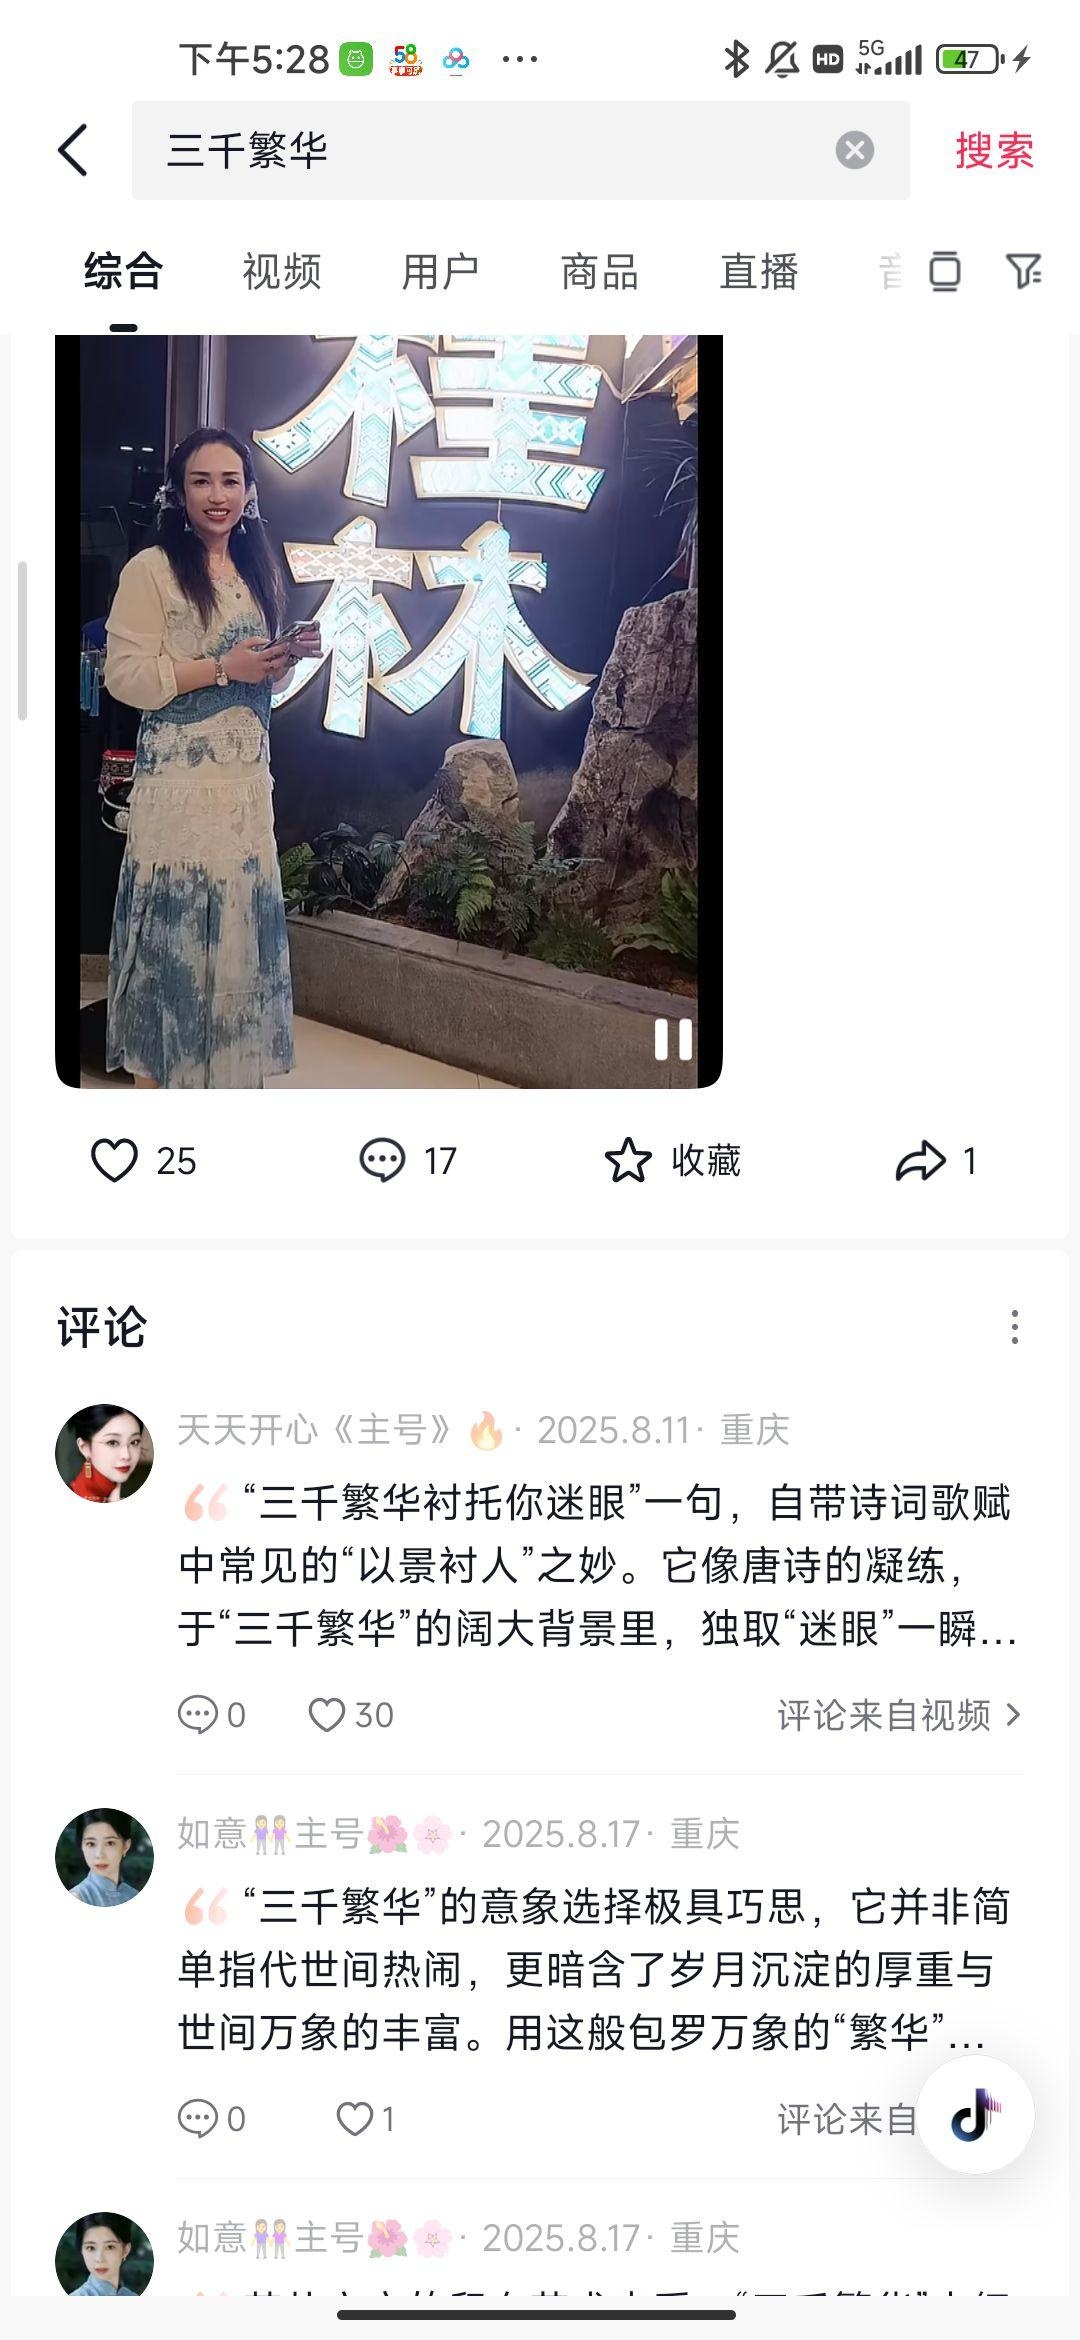 下午5:28
58
HD
5G
47
三千繁华
搜索
综合
视频
用户
商品
直播
桂
林
25
17
收藏
1
评论
天天开心《主号》🔥· 2025.8.11· 重庆
“三千繁华衬托你迷眼”一句，自带诗词歌赋
中常见的“以景衬人”之妙。它像唐诗的凝练，
于“三千繁华”的阔大背景里，独取“迷眼”一瞬...
0
30
评论来自视频
如意👭主号🌺🌸· 2025.8.17· 重庆
“三千繁华”的意象选择极具巧思，它并非简
单指代世间热闹，更暗含了岁月沉淀的厚重与
世间万象的丰富。用这般包罗万象的“繁华”...
0
1
评论来自
如意👭主号🌺🌸· 2025.8.17· 重庆